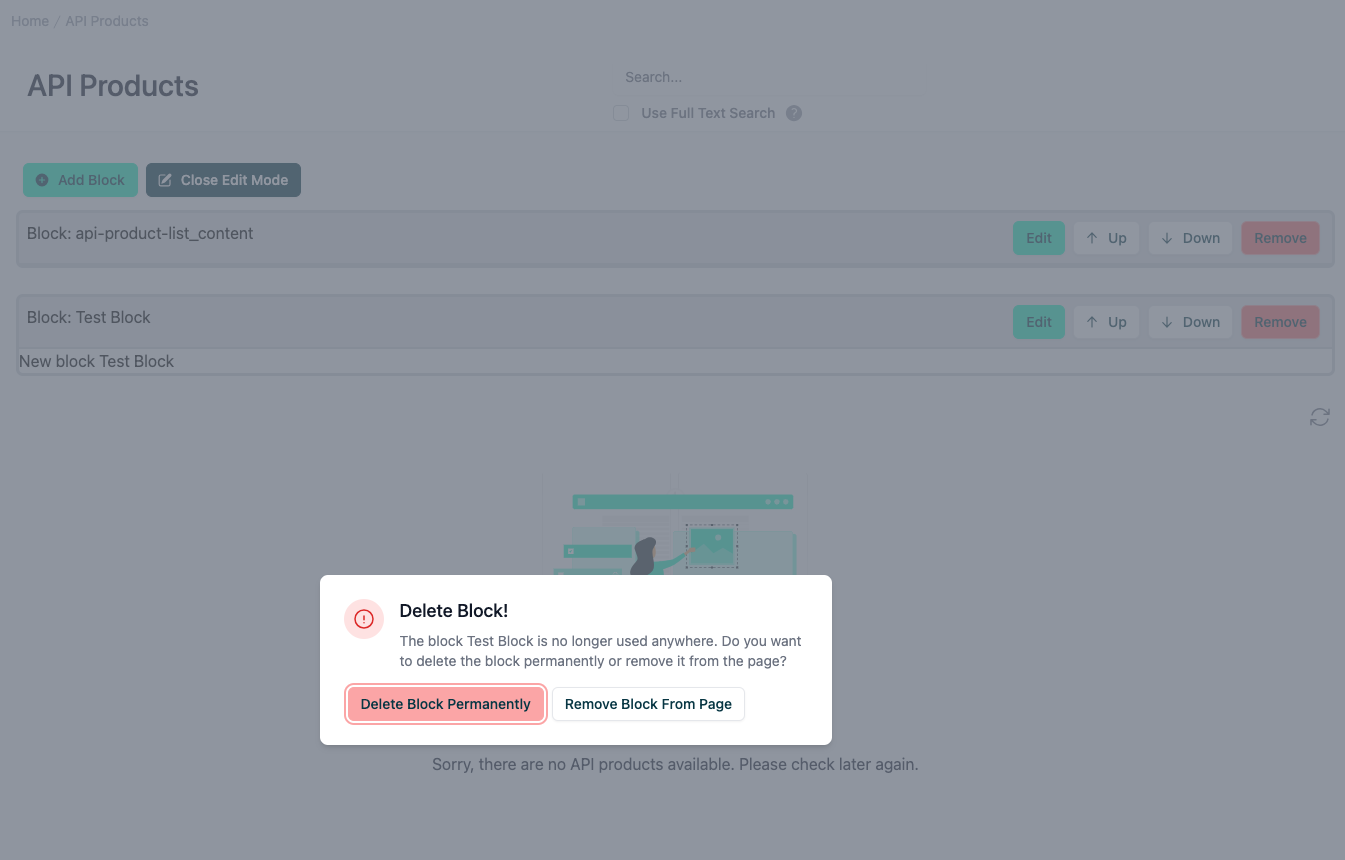 Home / API Products
API Products
Search...
Use Full Text Search ?
Add Block Close Edit Mode
Block: api-product-list_content Edit Up Down Remove
Block: Test Block Edit Up Down Remove
New block Test Block
Delete Block!
The block Test Block is no longer used anywhere. Do you want
to delete the block permanently or remove it from the page?
Delete Block Permanently Remove Block From Page
Sorry, there are no API products available. Please check later again.